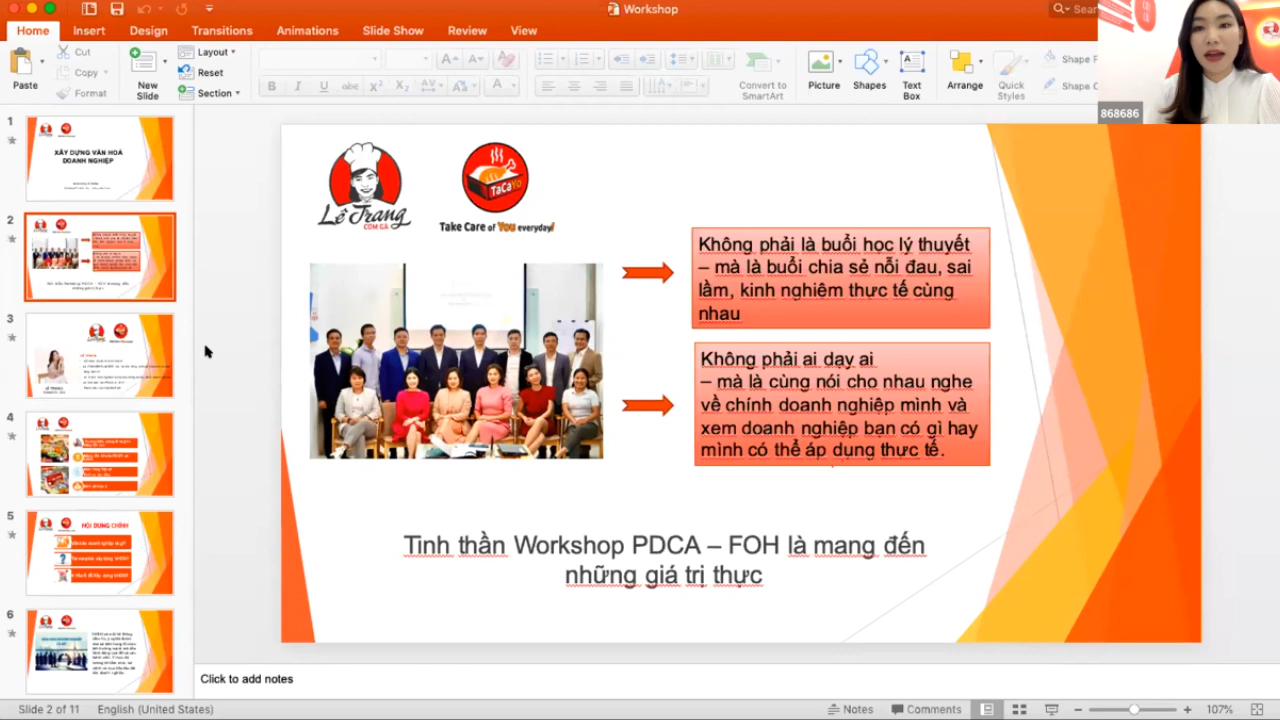 Workshop
Home Insert Design Transitions Animations Slide Show Review View
Paste
Cut
Copy
Format
New Slide
Layout
Reset
Section
Convert to SmartArt
Picture
Shapes
Text Box
Arrange
Quick Styles
Shape
Shape
868686
1
XÂY DỰNG VĂN HOÁ
DOANH NGHIỆP
2
3
4
5
NỘI DUNG CHÍNH
6
Lê Trang
CƠM GÀ
TaCaYo
Take Care of You everyday!
Không phải là buổi học lý thuyết
– mà là buổi chia sẻ nỗi đau, sai
lầm, kinh nghiệm thực tế cùng
nhau
Không phải ai dạy ai
– mà là cùng nói cho nhau nghe
về chính doanh nghiệp mình và
xem doanh nghiệp bạn có gì hay
mình có thể áp dụng thực tế.
Tinh thần Workshop PDCA – FOH là mang đến
những giá trị thực
Click to add notes
Slide 2 of 11 English (United States) Notes Comments 107%